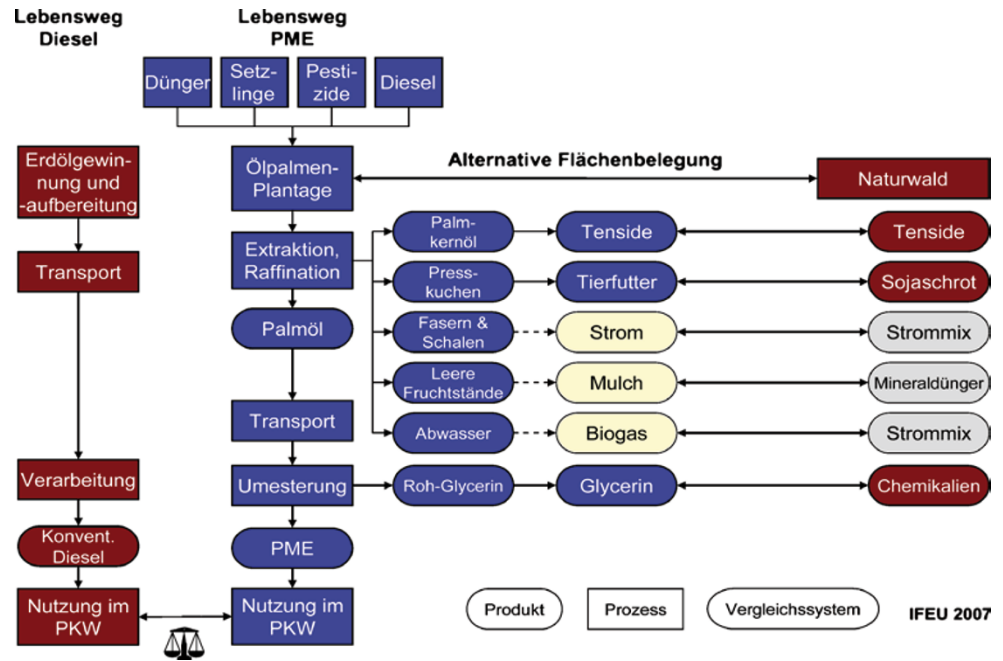 Lebensweg
Diesel
Lebensweg
PME
Dünger
Setz-
linge
Pesti-
zide
Diesel
Erdölgewin-
nung und
-aufbereitung
Ölpalmen-
Plantage
Alternative Flächenbelegung
Naturwald
Transport
Extraktion,
Raffination
Palm-
kernöl
Tenside
Tenside
Press-
kuchen
Tierfutter
Sojaschrot
Palmöl
Fasern &
Schalen
Strom
Strommix
Leere
Fruchtstände
Mulch
Mineraldünger
Transport
Abwasser
Biogas
Strommix
Verarbeitung
Umesterung
Roh-Glycerin
Glycerin
Chemikalien
Konvent.
Diesel
PME
Nutzung im
PKW
Nutzung im
PKW
Produkt
Prozess
Vergleichssystem
IFEU 2007